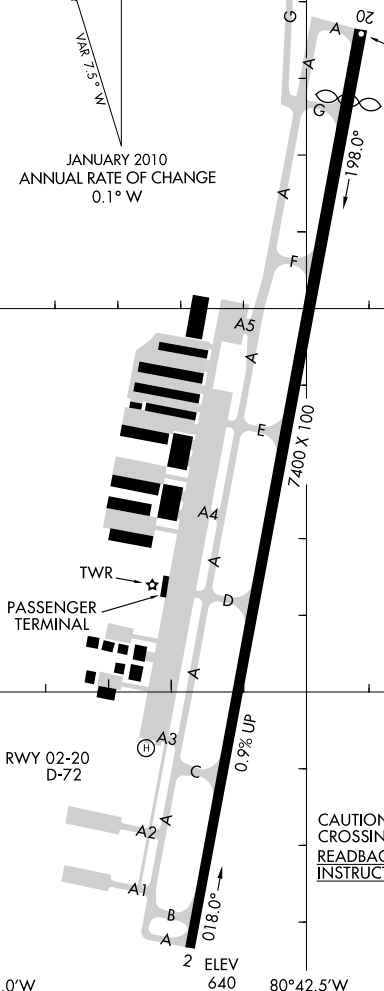 G
A
20
A
VAR 7.5° W
G
JANUARY 2010
ANNUAL RATE OF CHANGE
0.1° W
198.0°
A
F
A5
A
E
7400 X 100
A4
A
TWR
D
PASSENGER
TERMINAL
A
A3
H
0.9% UP
RWY 02-20
D-72
C
A
A2
CAUTION
CROSSIN
READBAC
INSTRUCT
A1
018.0°
B
A
2
ELEV
640
.0'W
80°42.5'W